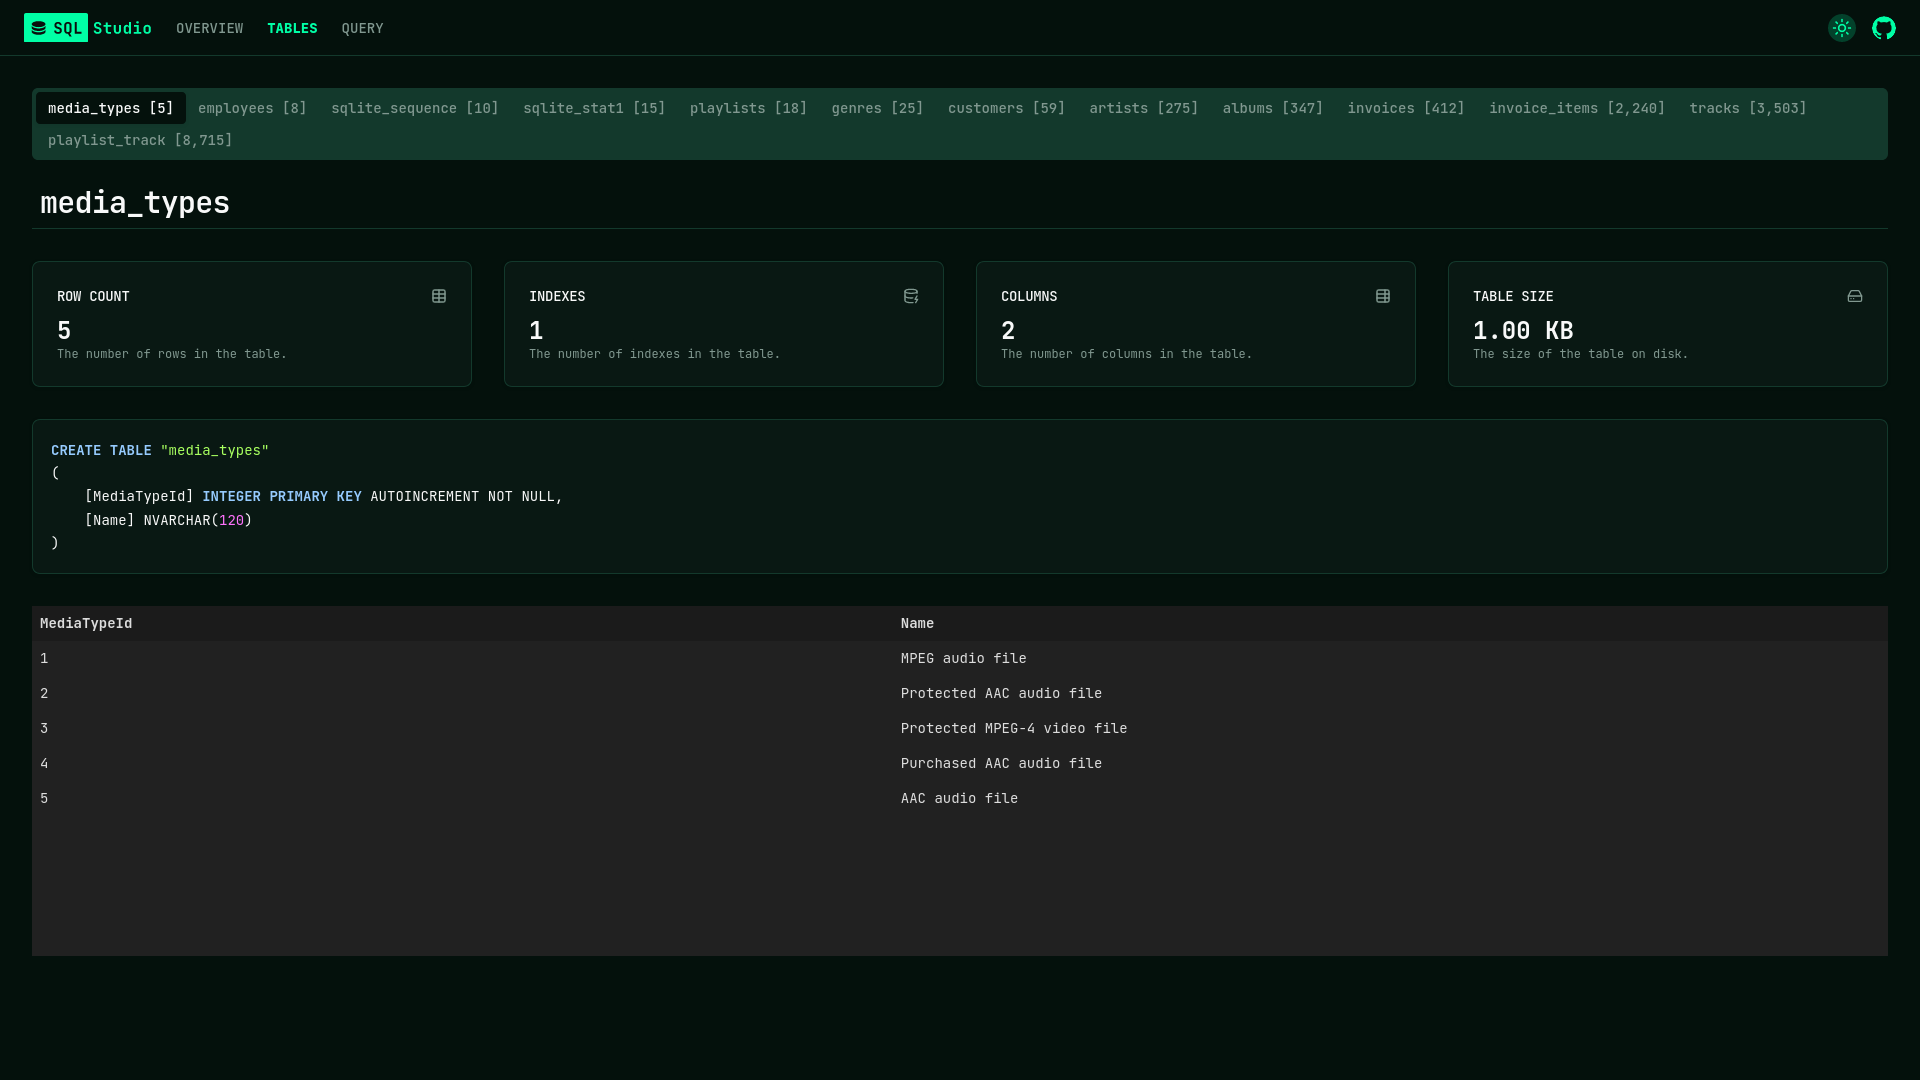 SQL Studio OVERVIEW TABLES QUERY
media_types [5] employees [8] sqlite_sequence [10] sqlite_stat1 [15] playlists [18] genres [25] customers [59] artists [275] albums [347] invoices [412] invoice_items [2,240] tracks [3,503]
playlist_track [8,715]
media_types
ROW COUNT
5
The number of rows in the table.
INDEXES
1
The number of indexes in the table.
COLUMNS
2
The number of columns in the table.
TABLE SIZE
1.00 KB
The size of the table on disk.
CREATE TABLE "media_types"
(
    [MediaTypeId] INTEGER PRIMARY KEY AUTOINCREMENT NOT NULL,
    [Name] NVARCHAR(120)
)
MediaTypeId Name
1 MPEG audio file
2 Protected AAC audio file
3 Protected MPEG-4 video file
4 Purchased AAC audio file
5 AAC audio file